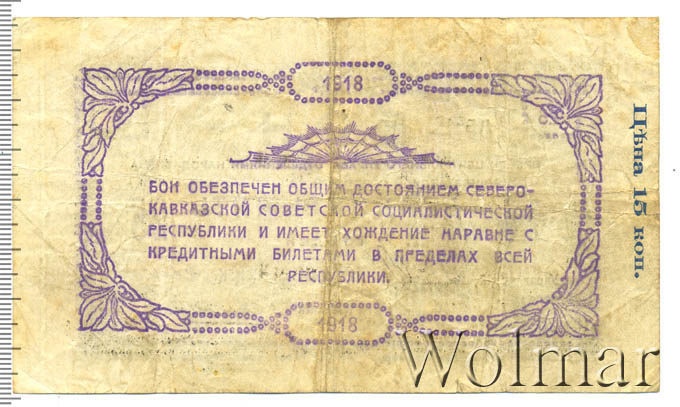 1918
БОН ОБЕСПЕЧЕН ОБЩИМ ДОСТОЯНИЕМ СЕВЕРО-
КАВКАЗСКОЙ СОВЕТСКОЙ СОЦИАЛИСТИЧЕСКОЙ
РЕСПУБЛИКИ И ИМЕЕТ ХОЖДЕНИЕ НАРАВНЕ С
КРЕДИТНЫМИ БИЛЕТАМИ В ПРЕДЕЛАХ ВСЕЙ
РЕСПУБЛИКИ.
1918
Цѣна 15 коп.
Wolmar